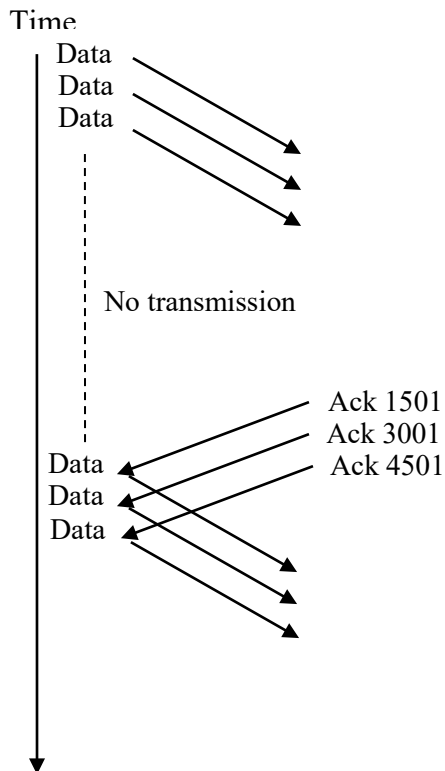 Time
Data
Data
Data
No transmission
Ack 1501
Ack 3001
Ack 4501
Data
Data
Data